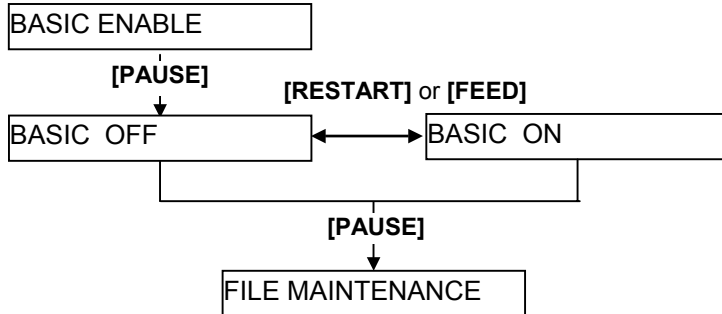 BASIC ENABLE
[PAUSE]
[RESTART] or [FEED]
BASIC  OFF
BASIC  ON
[PAUSE]
FILE MAINTENANCE